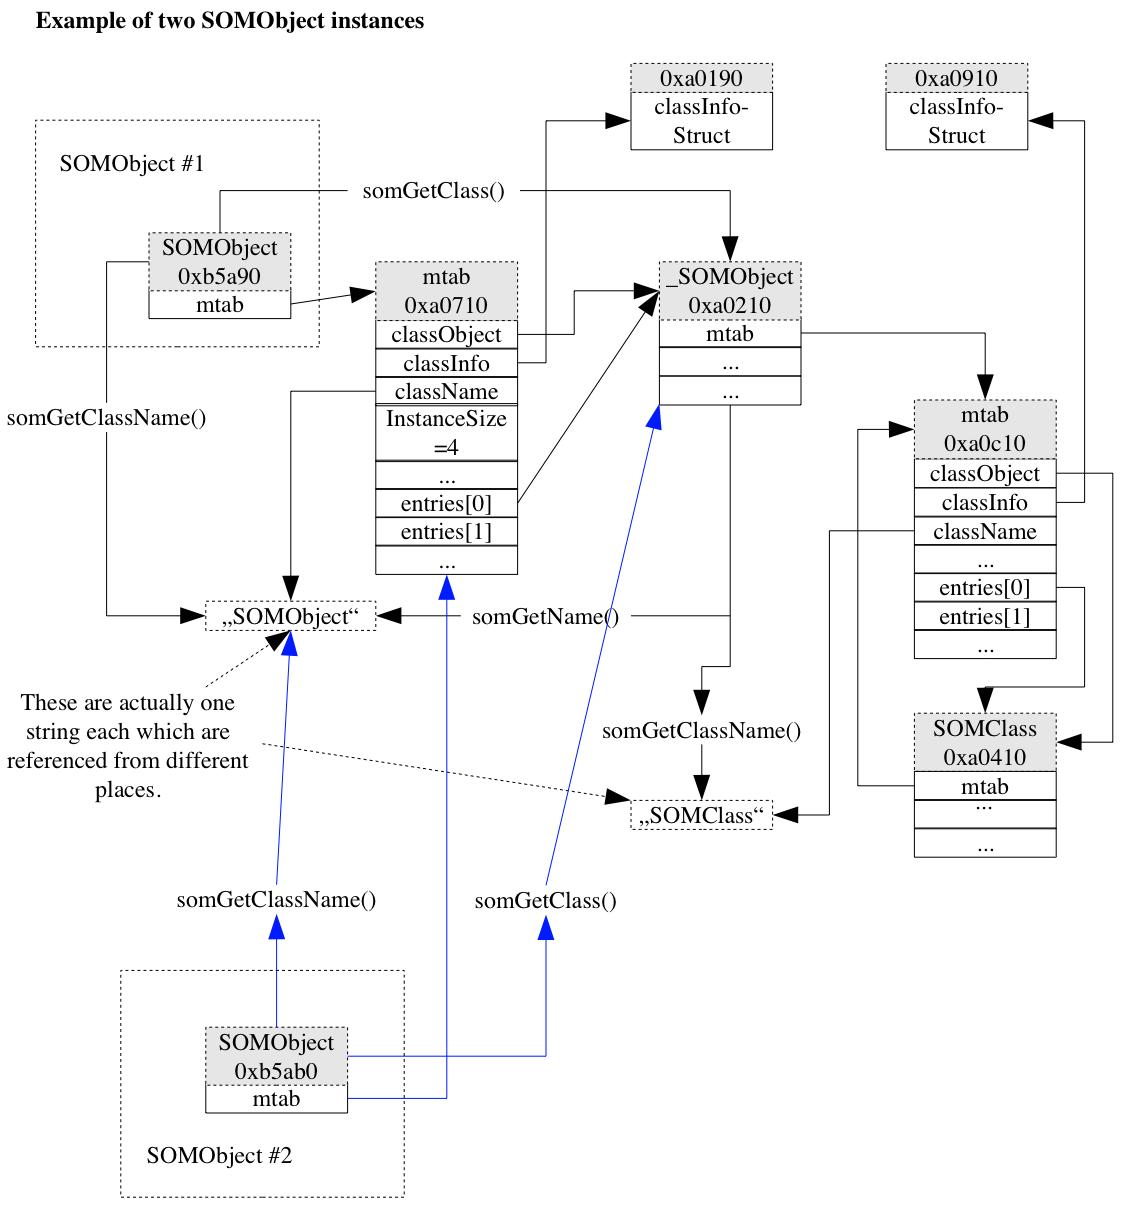 Example of two SOMObject instances
0xa0190
classInfo-
Struct
0xa0910
classInfo-
Struct
SOMObject #1
somGetClass()
SOMObject
0xb5a90
mtab
mtab
0xa0710
classObject
classInfo
className
InstanceSize
=4
...
entries[0]
entries[1]
...
_SOMObject
0xa0210
mtab
...
...
somGetClassName()
mtab
0xa0c10
classObject
classInfo
className
...
entries[0]
entries[1]
...
„SOMObject“
somGetName()
These are actually one
string each which are
referenced from different
places.
somGetClassName()
„SOMClass“
SOMClass
0xa0410
mtab
...
...
somGetClassName()
somGetClass()
SOMObject
0xb5ab0
mtab
SOMObject #2